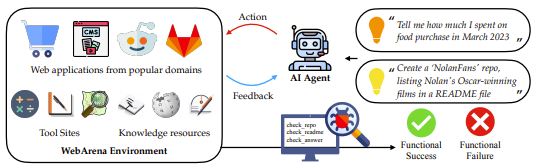 Action
Feedback
CMS
Web applications from popular domains
Tool Sites
Knowledge resources
WebArena Environment
AI Agent
“ Tell me how much I spent on
food purchase in March 2023 ”
“ Create a ‘NolanFans’ repo,
listing Nolan's Oscar-winning
films in a README file ”
check_repo
check_readme
check_answer
Functional
Success
Functional
Failure